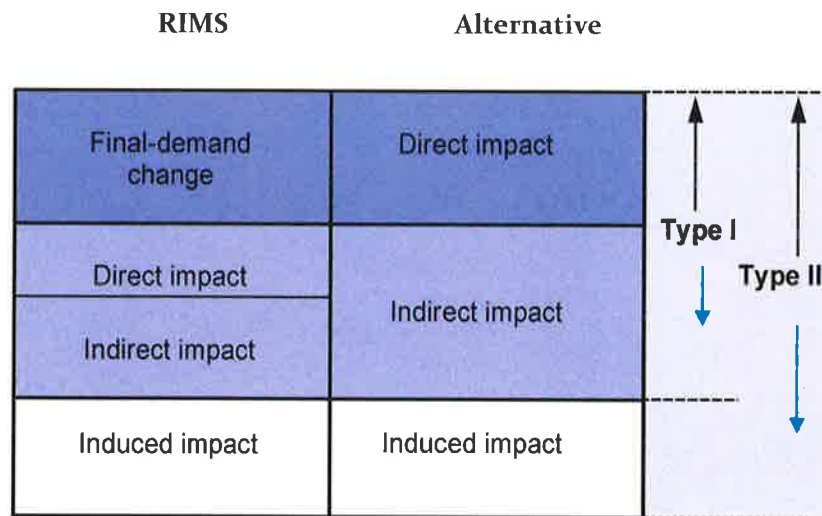 RIMS
Alternative
Final-demand
change
Direct impact
Type I
Type II
Direct impact
Indirect impact
Indirect impact
Induced impact
Induced impact